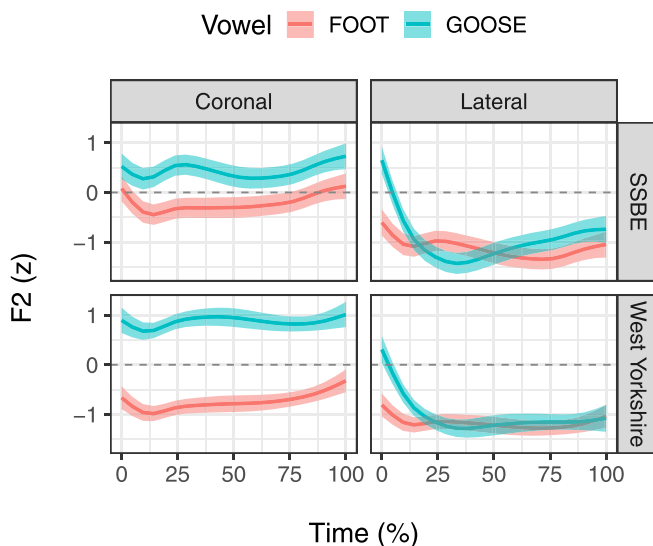 Vowel FOOT GOOSE
Coronal Lateral
1
0
−1
SSBE
1
0
−1
West Yorkshire
F2 (z)
0 25 50 75 100 0 25 50 75 100
Time (%)